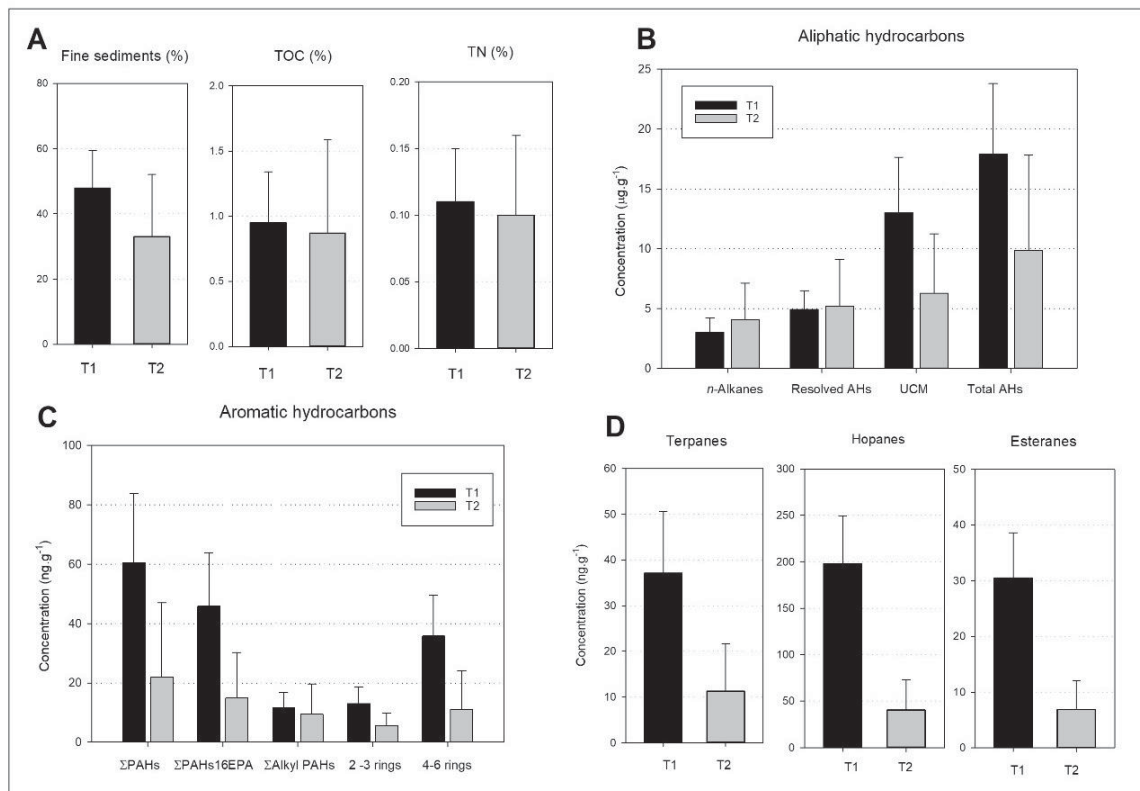 A
Fine sediments (%)
80
60
40
20
0
T1
T2
TOC (%)
2.0
1.5
1.0
0.5
0.0
T1
T2
TN (%)
0.20
0.15
0.10
0.05
0.00
T1
T2
B
Aliphatic hydrocarbons
T1
T2
Concentration (µg.g⁻¹)
25
20
15
10
5
0
n-Alkanes
Resolved AHs
UCM
Total AHs
C
Aromatic hydrocarbons
T1
T2
Concentration (ng.g⁻¹)
100
80
60
40
20
0
ΣPAHs
ΣPAHs16EPA
ΣAlkyl PAHs
2 -3 rings
4-6 rings
D
Terpanes
Concentration (ng.g⁻¹)
60
50
40
30
20
10
0
T1
T2
Hopanes
300
250
200
150
100
50
0
T1
T2
Esteranes
50
40
30
20
10
0
T1
T2